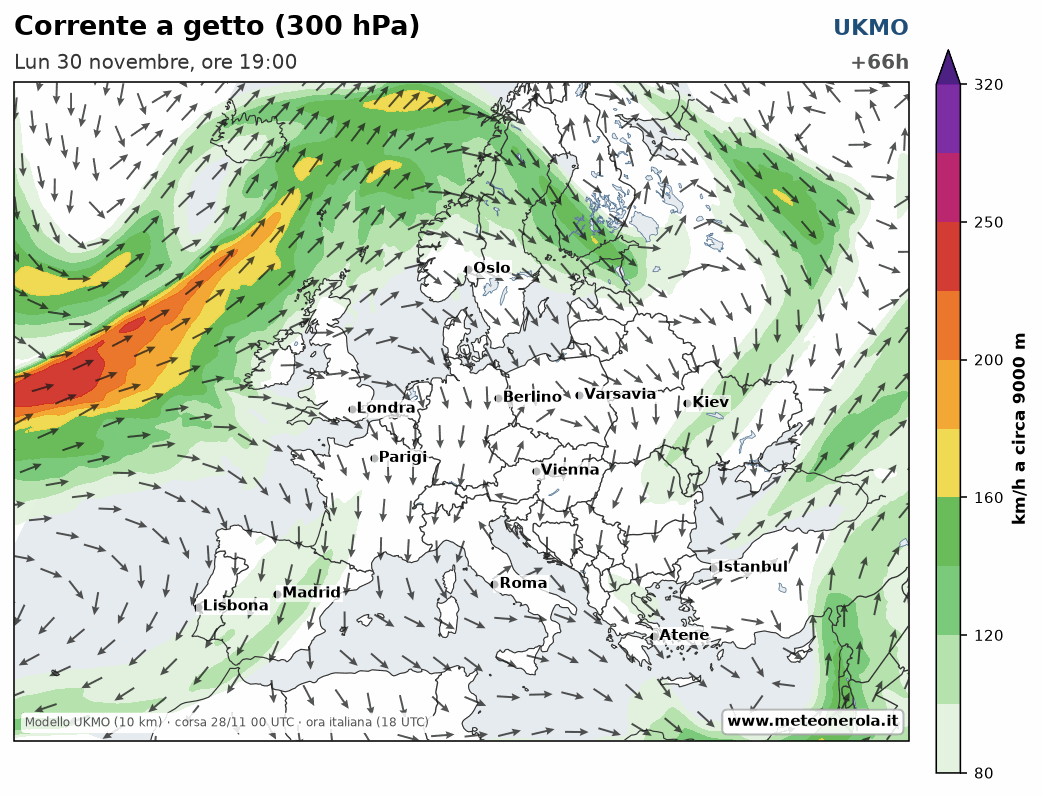 Corrente a getto (300 hPa)
UKMO
Lun 30 novembre, ore 19:00
+66h
320
250
200
160
120
80
km/h a circa 9000 m
Oslo
Londra
Berlino
Varsavia
Kiev
Parigi
Vienna
Istanbul
Roma
Madrid
Lisbona
Atene
Modello UKMO (10 km) · corsa 28/11 00 UTC · ora italiana (18 UTC)
www.meteonerola.it